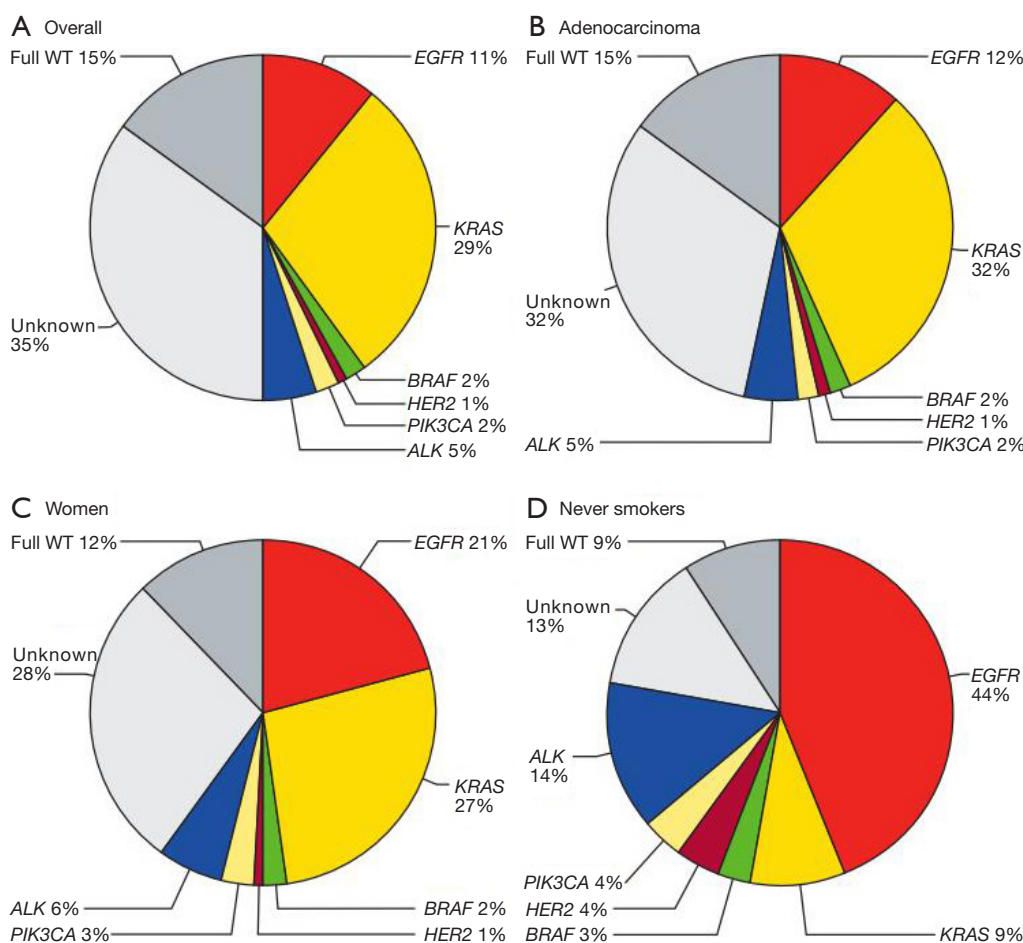 A Overall
Full WT 15%
EGFR 11%
KRAS
29%
Unknown
35%
BRAF 2%
HER2 1%
PIK3CA 2%
ALK 5%
B Adenocarcinoma
Full WT 15%
EGFR 12%
KRAS
32%
Unknown
32%
BRAF 2%
HER2 1%
ALK 5%
PIK3CA 2%
C Women
Full WT 12%
EGFR 21%
Unknown
28%
KRAS
27%
ALK 6%
BRAF 2%
PIK3CA 3%
HER2 1%
D Never smokers
Full WT 9%
Unknown
13%
EGFR
44%
ALK
14%
PIK3CA 4%
HER2 4%
BRAF 3%
KRAS 9%